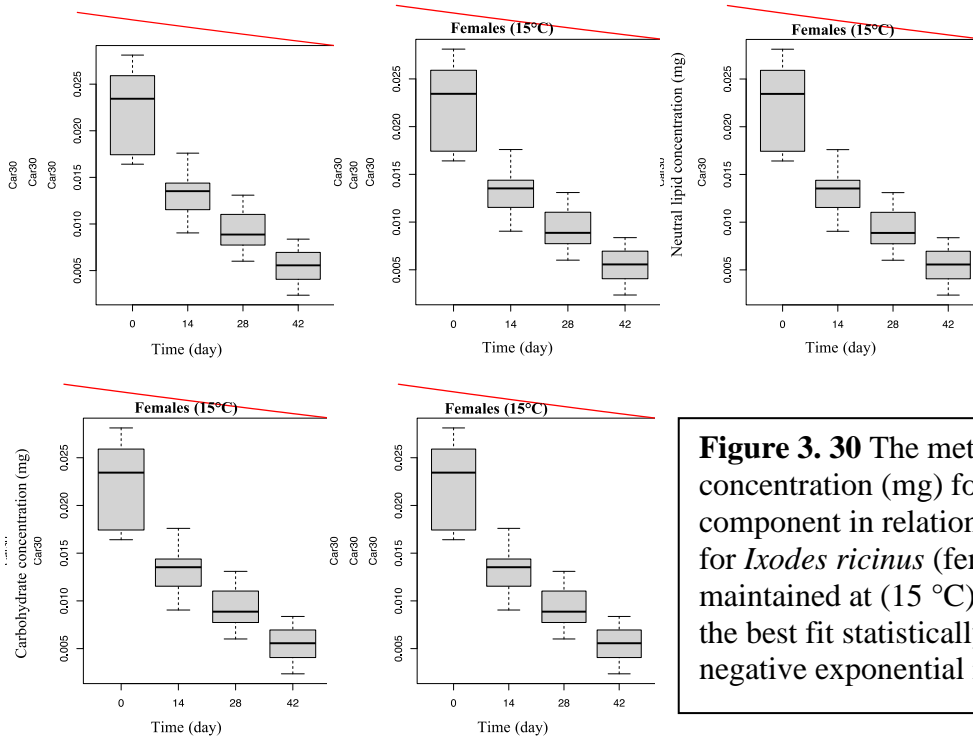 0.005 0.010 0.015 0.020 0.025
Car30
Car30
Car30
0 14 28 42
Time (day)
Females (15°C)
0.005 0.010 0.015 0.020 0.025
Car30
Car30
Car30
0 14 28 42
Time (day)
Females (15°C)
Neutral lipid concentration (mg)
0.005 0.010 0.015 0.020 0.025
Car30
0 14 28 42
Time (day)
Females (15°C)
Carbohydrate concentration (mg)
0.005 0.010 0.015 0.020 0.025
Car30
0 14 28 42
Time (day)
Females (15°C)
0.005 0.010 0.015 0.020 0.025
Car30
Car30
Car30
0 14 28 42
Time (day)
Figure 3. 30 The met
concentration (mg) fo
component in relation
for Ixodes ricinus (fer
maintained at (15 °C)
the best fit statistically
negative exponential